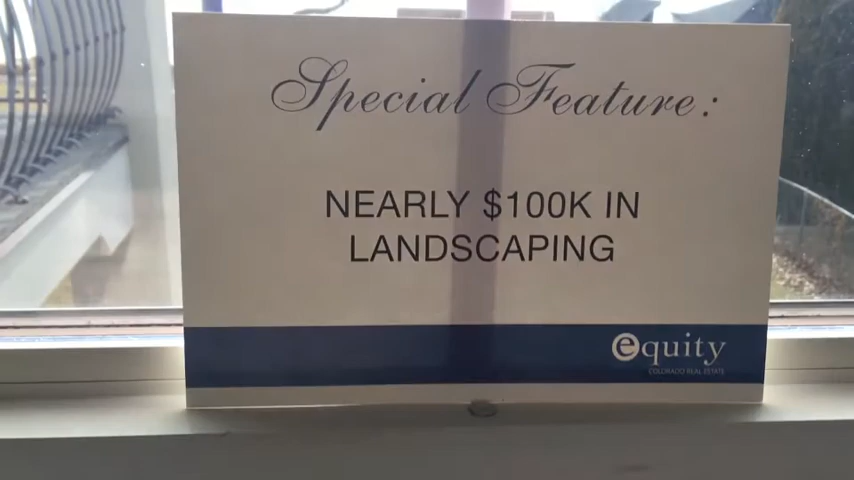 Special Feature:
NEARLY $100K IN
LANDSCAPING
equity
COLORADO REAL ESTATE